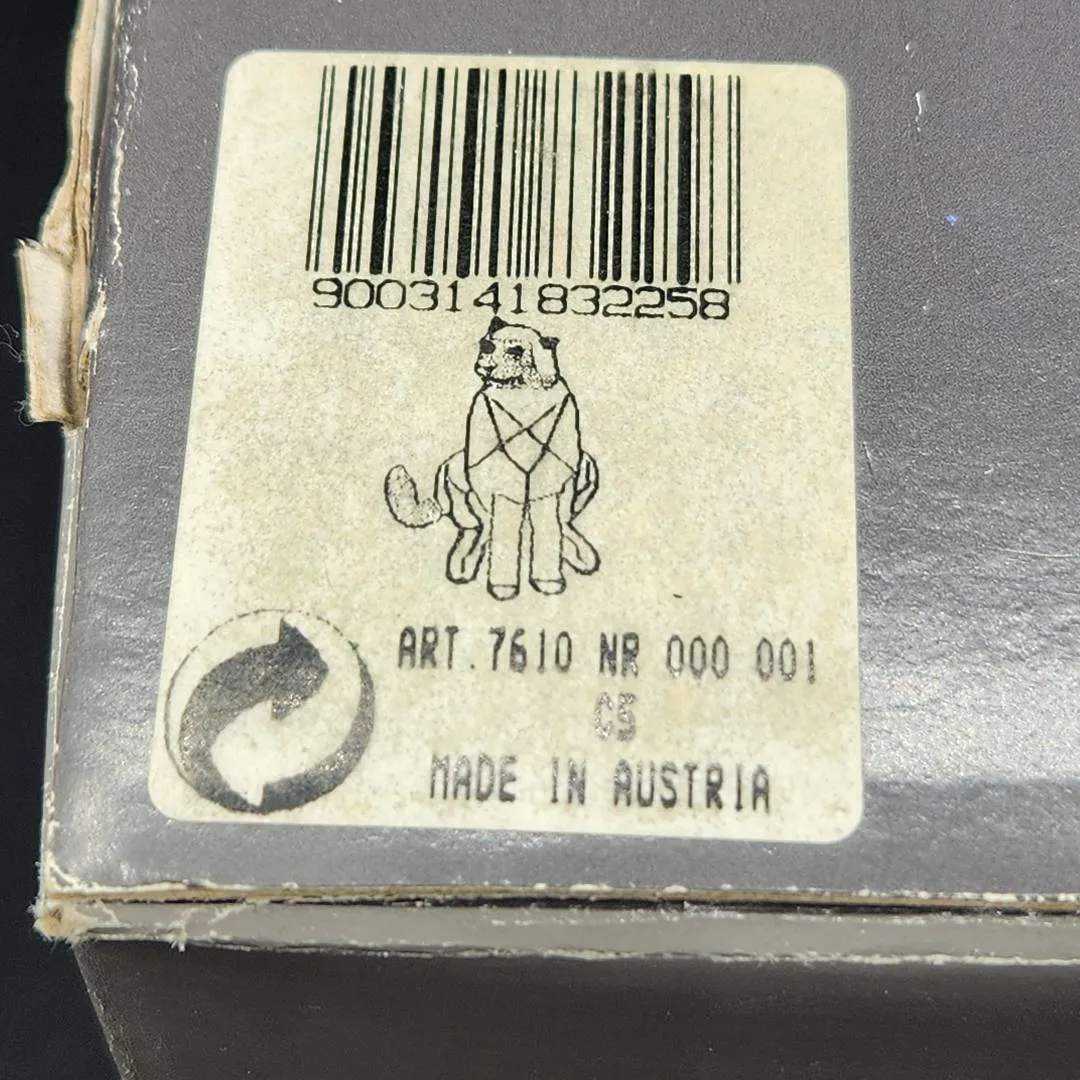 9003141832258
ART.7610 NR 000 001
C5
MADE IN AUSTRIA